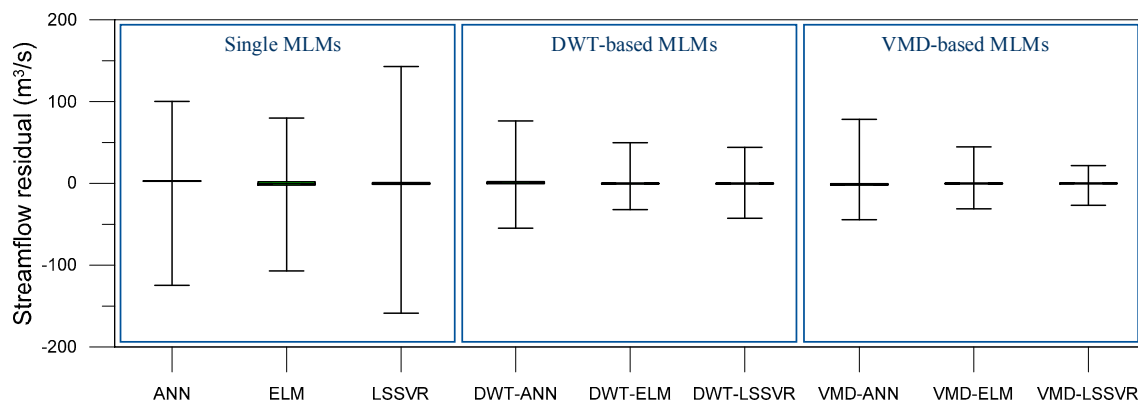 Streamflow residual (m³/s)
200
100
0
-100
-200
Single MLMs
DWT-based MLMs
VMD-based MLMs
ANN ELM LSSVR DWT-ANN DWT-ELM DWT-LSSVR VMD-ANN VMD-ELM VMD-LSSVR